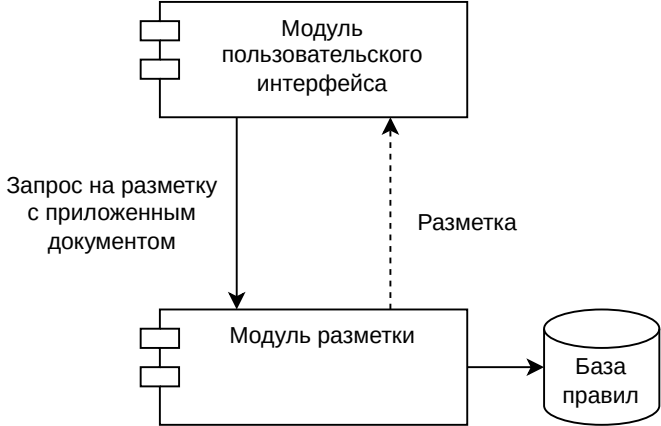 Модуль
пользовательского
интерфейса
Запрос на разметку
с приложенным
документом
Разметка
Модуль разметки
База
правил